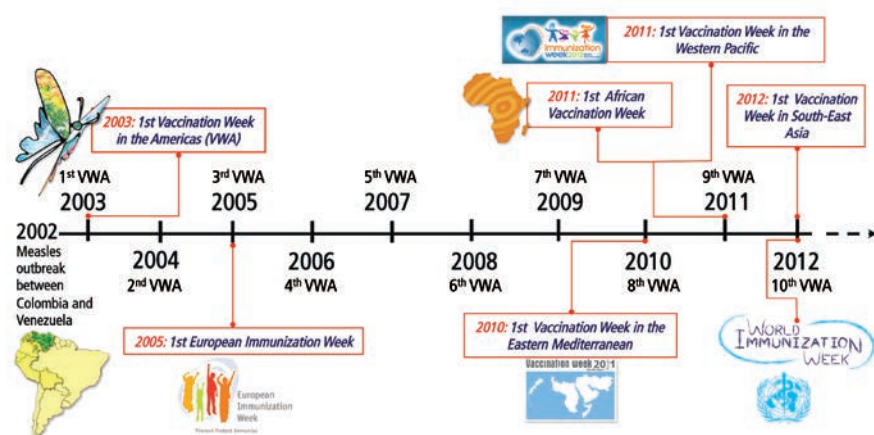 immunization
week2012
2011: 1st Vaccination Week in the
Western Pacific
2011: 1st African
Vaccination Week
2012: 1st Vaccination
Week in South-East
Asia
2003: 1st Vaccination Week
in the Americas (VWA)
1st VWA
2003
3rd VWA
2005
5th VWA
2007
7th VWA
2009
9th VWA
2011
2002
Measles
outbreak
between
Colombia and
Venezuela
2004
2nd VWA
2006
4th VWA
2008
6th VWA
2010
8th VWA
2012
10th VWA
2005: 1st European Immunization Week
2010: 1st Vaccination Week in the
Eastern Mediterranean
European
Immunization
Week
Prevent Protect Immunize
Vaccination week 2011
WORLD
IMMUNIZATION
WEEK